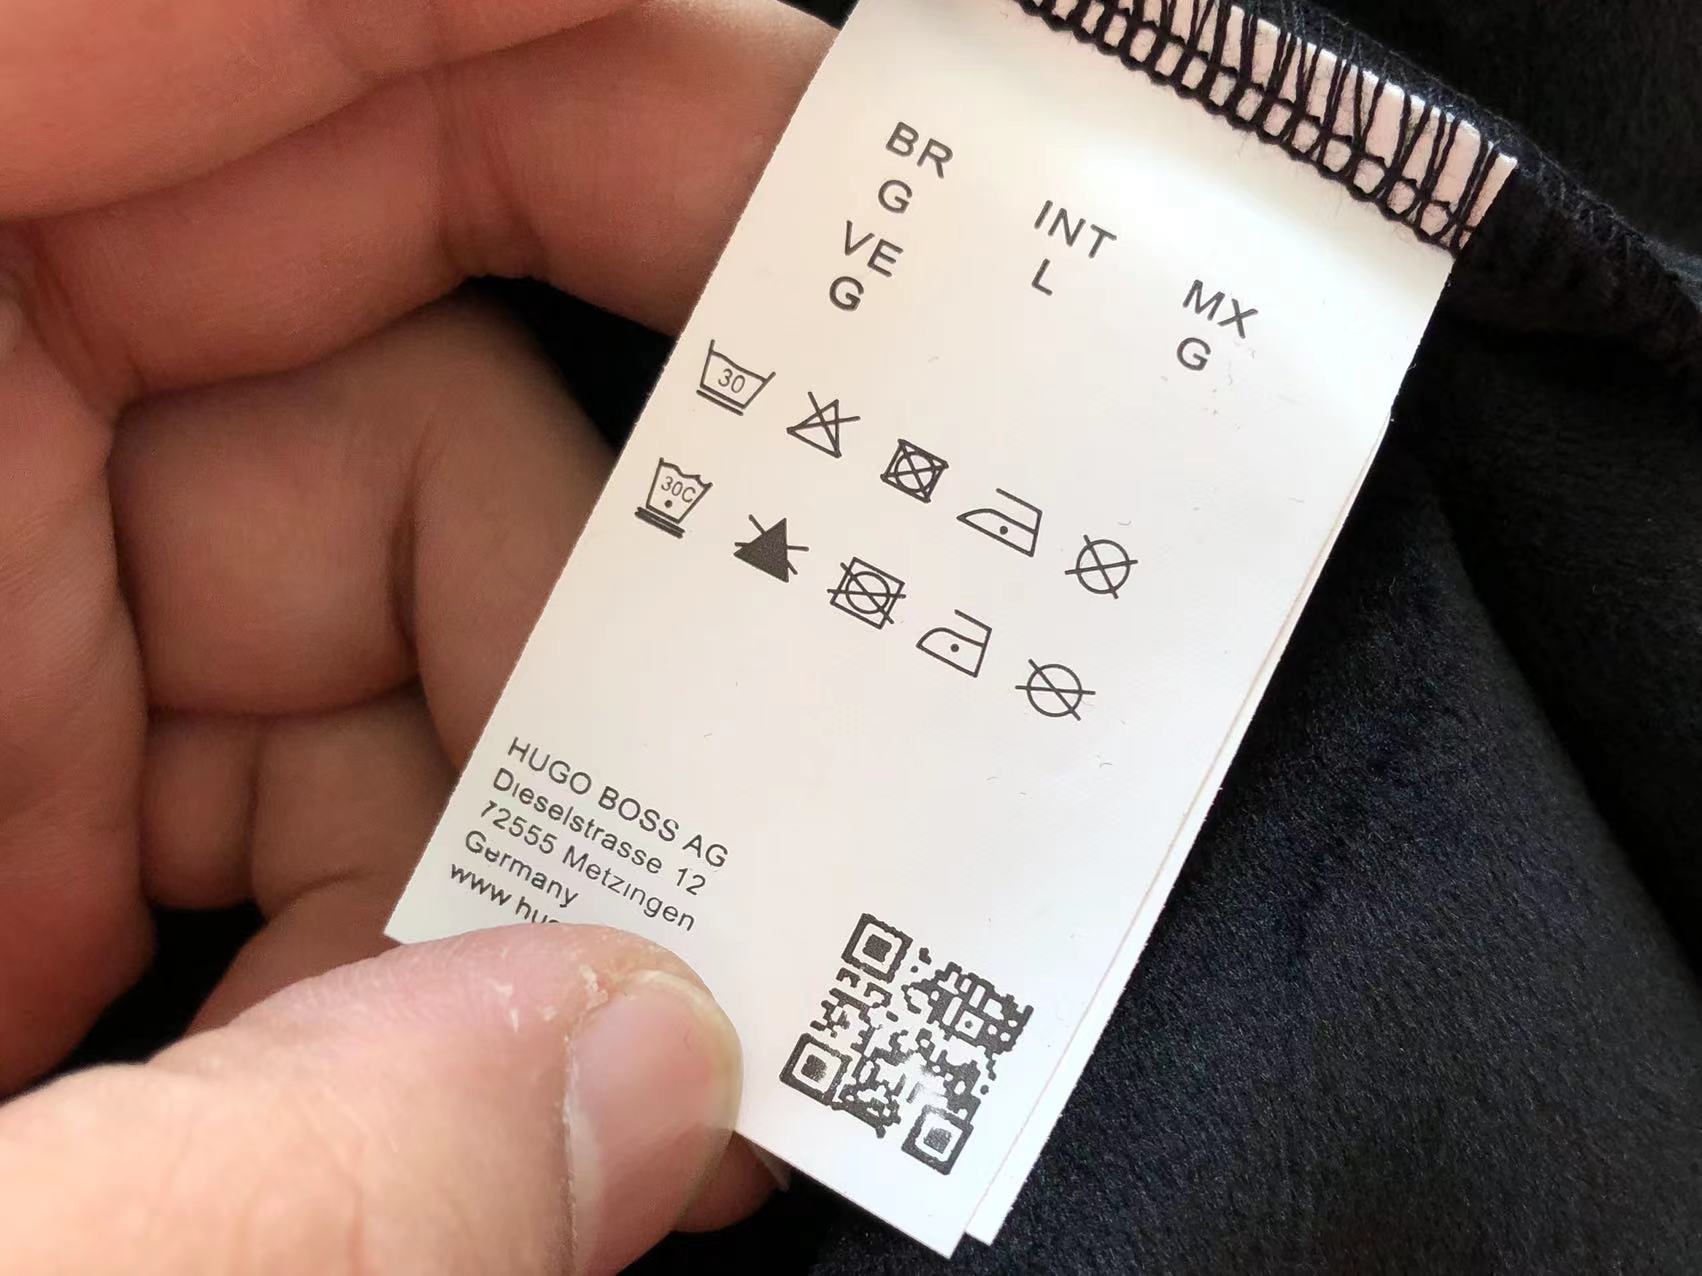 BR INT MX
G L G
VE
G
30
30C
HUGO BOSS AG
Dieselstrasse 12
72555 Metzingen
Germany